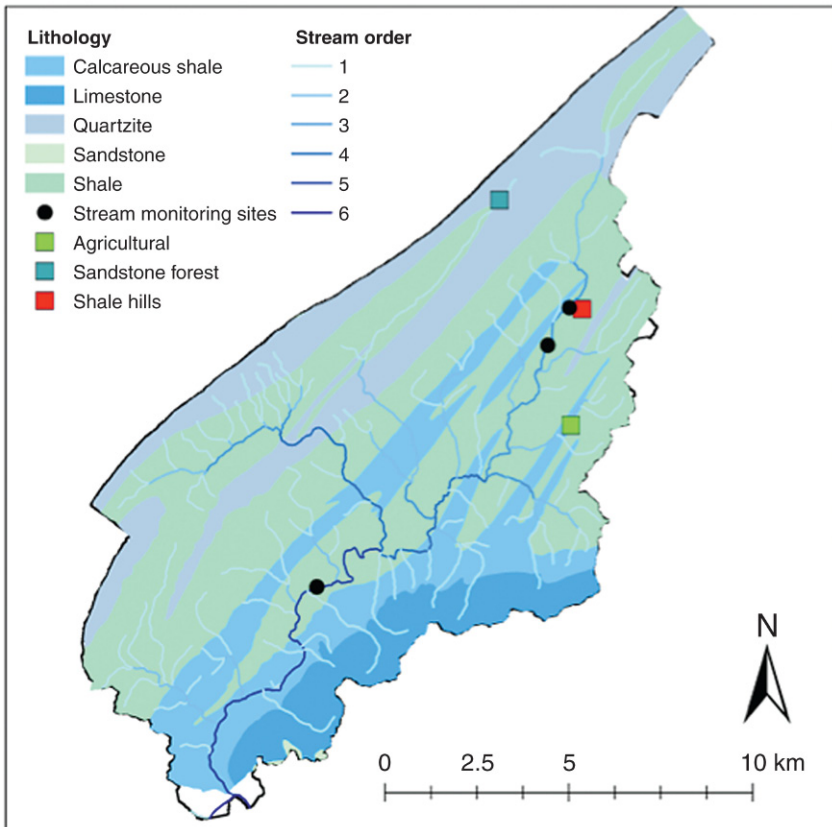 Lithology
Calcareous shale
Limestone
Quartzite
Sandstone
Shale
Stream monitoring sites
Agricultural
Sandstone forest
Shale hills
Stream order
1
2
3
4
5
6
N
0 2.5 5 10 km